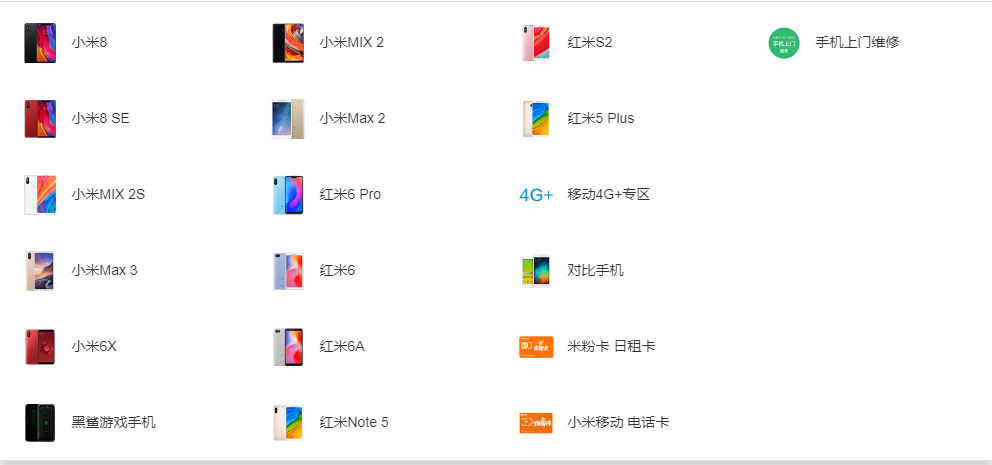 小米8
小米8 SE
小米MIX 2S
小米Max 3
小米6X
黑鲨游戏手机
小米MIX 2
小米Max 2
红米6 Pro
红米6
红米6A
红米Note 5
红米S2
红米5 Plus
4G+
移动4G+专区
对比手机
米粉卡 日租卡
小米移动 电话卡
手机上门
手机上门维修